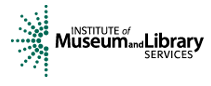 INSTITUTE of
Museum and Library
SERVICES